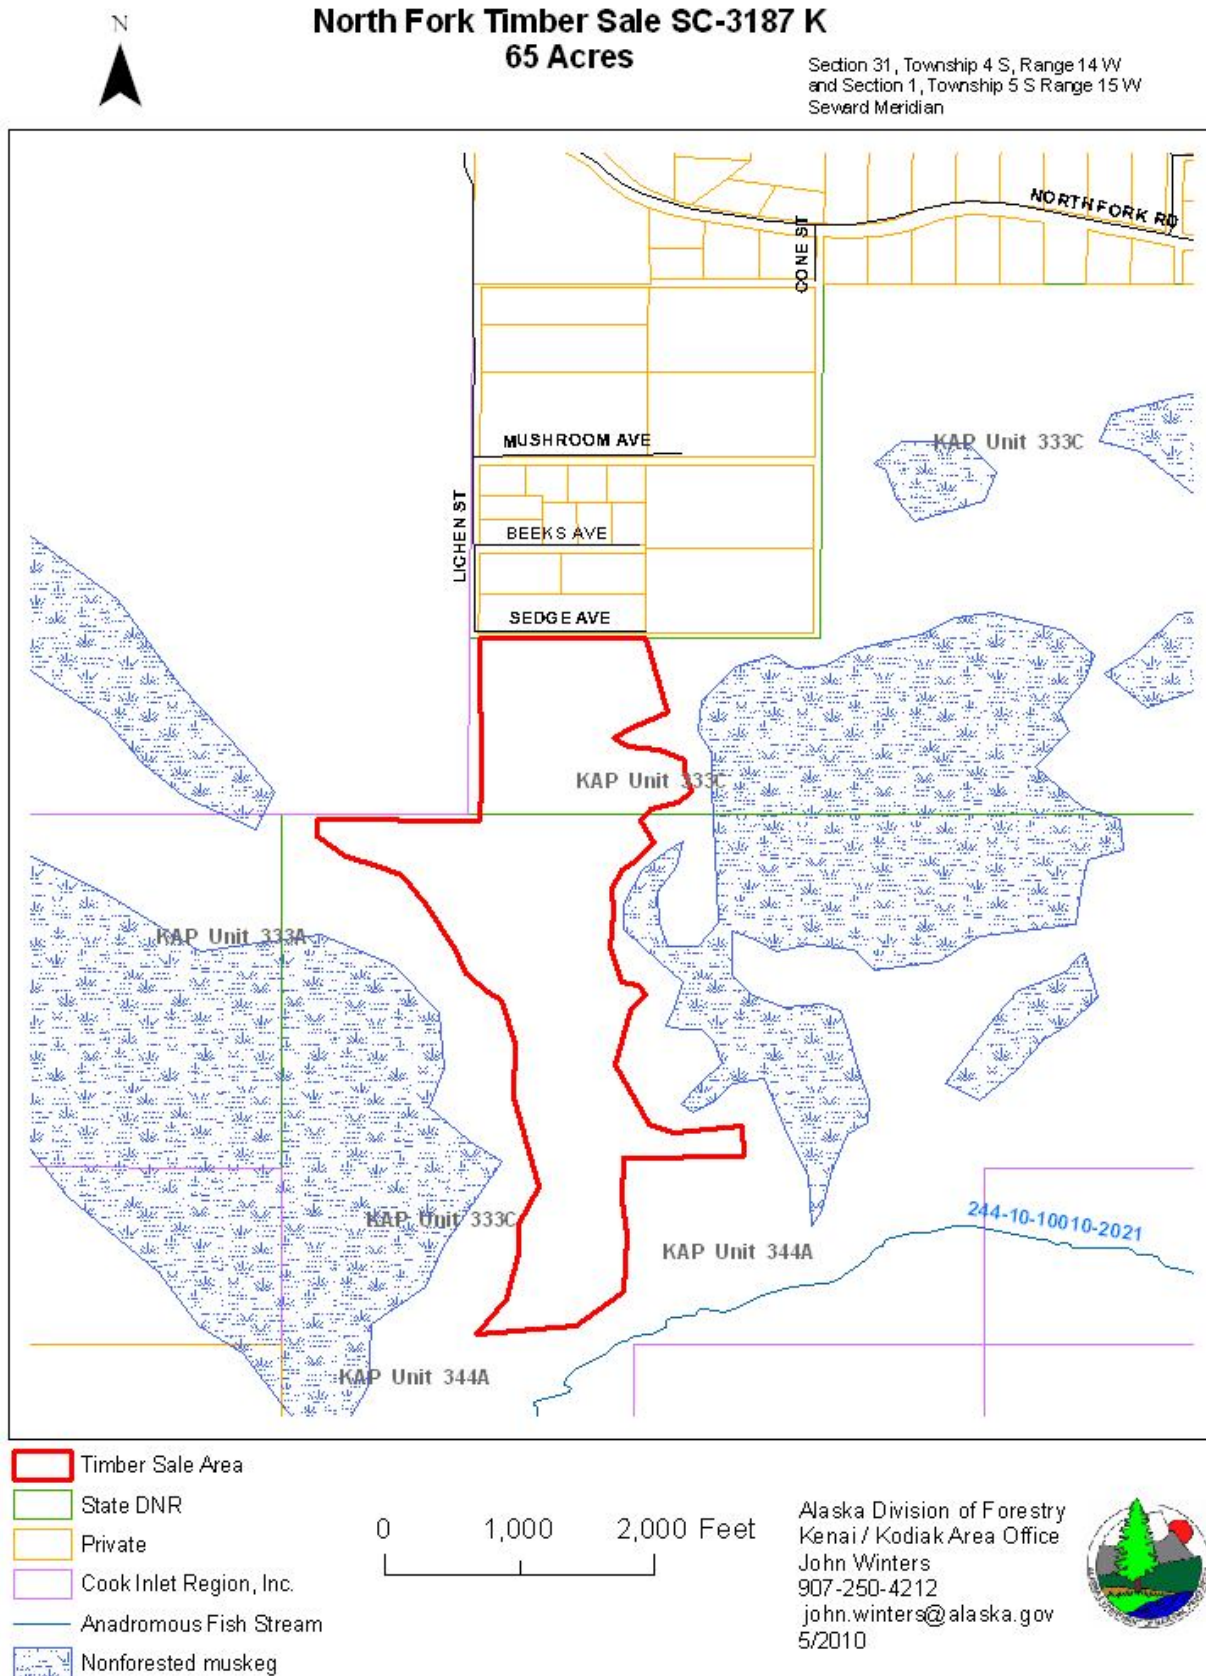 North Fork Timber Sale SC-3187 K
65 Acres
Section 31, Township 4 S, Range 14 W
and Section 1, Township 5 S Range 15 W
Seward Meridian
N
NORTH FORK RD
CONE ST
KAP Unit 333C
MUSHROOM AVE
LICHEN ST
BEEKS AVE
SEDGE AVE
KAP Unit 333C
KAP Unit 333A
KAP Unit 333C
244-10-10010-2021
KAP Unit 344A
KAP Unit 344A
Timber Sale Area
State DNR
Private
Cook Inlet Region, Inc.
Anadromous Fish Stream
Nonforested muskeg
0 1,000 2,000 Feet
Alaska Division of Forestry
Kenai / Kodiak Area Office
John Winters
907-250-4212
john.winters@alaska.gov
5/2010